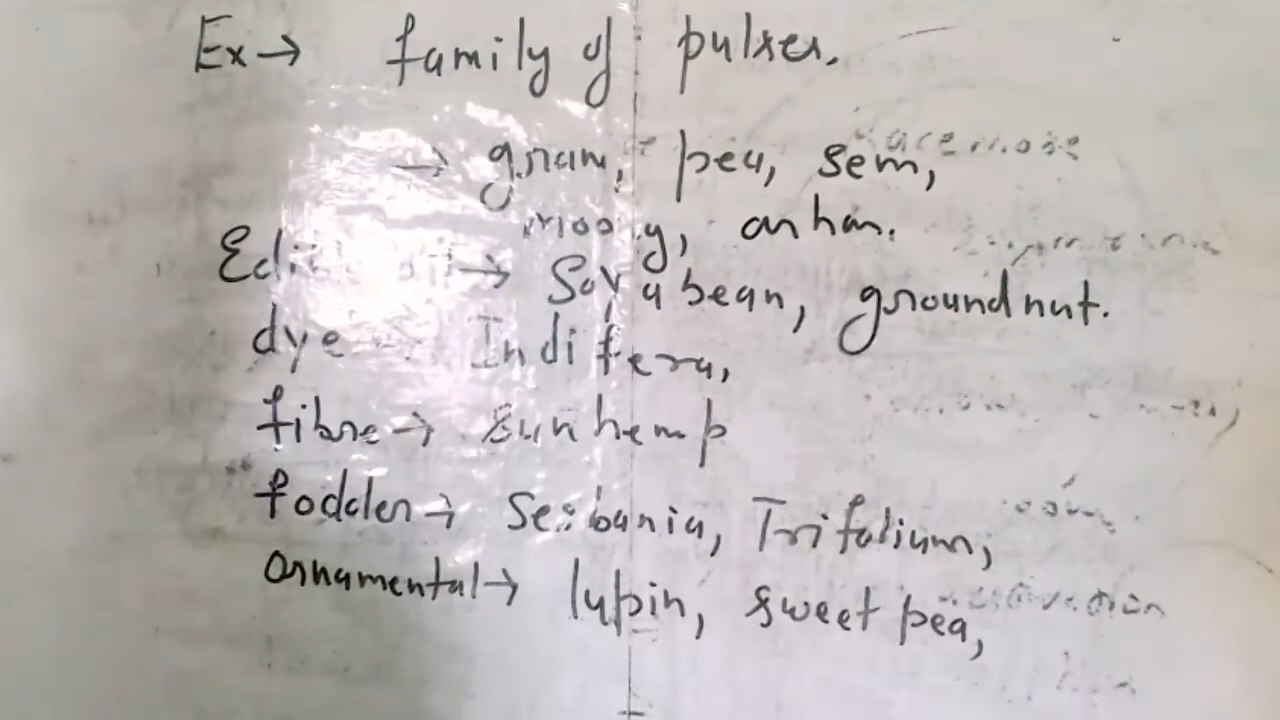 Ex→ family of pulses.
→ gram, pea, sem,
moong, arhar.
Edible oil → Soyabean, groundnut.
dye Indifera,
fibre → Sunhemp
fodder → Sesbania, Trifolium,
Ornamental → lupin, sweet pea,